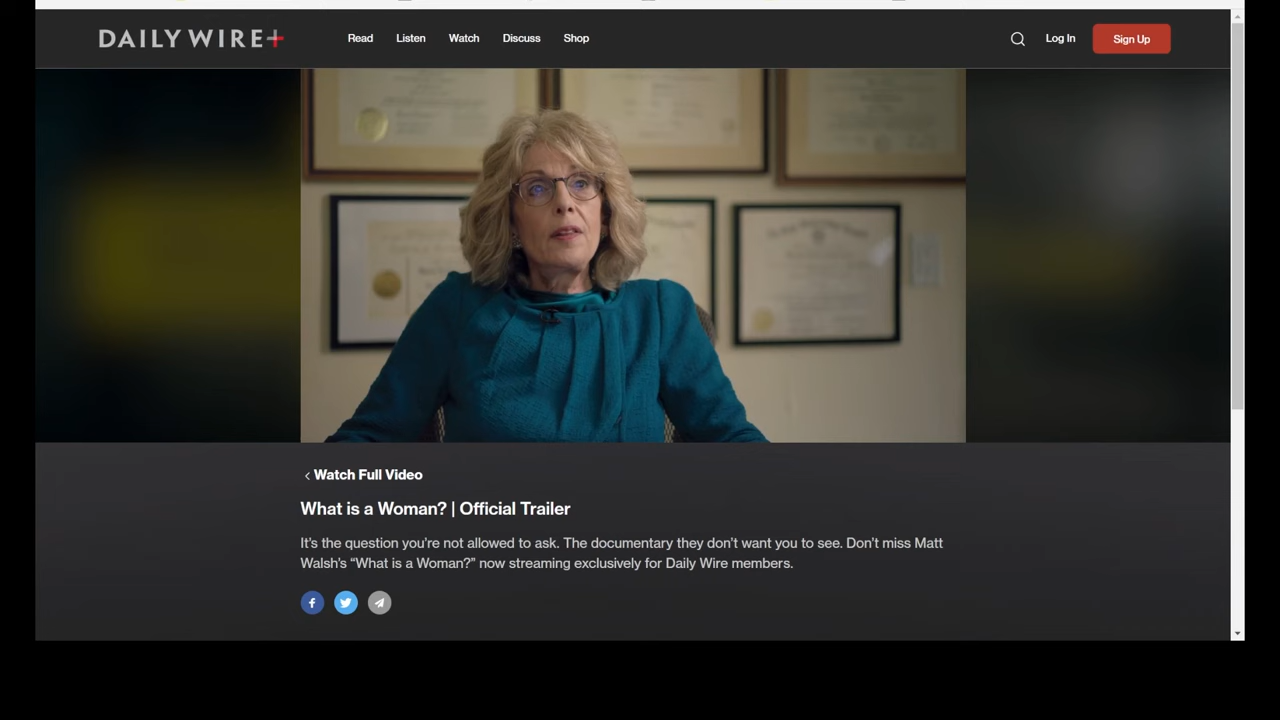 DAILY WIRE+
Read Listen Watch Discuss Shop
Log In Sign Up
‹ Watch Full Video
What is a Woman? | Official Trailer
It's the question you're not allowed to ask. The documentary they don't want you to see. Don't miss Matt
Walsh's “What is a Woman?” now streaming exclusively for Daily Wire members.